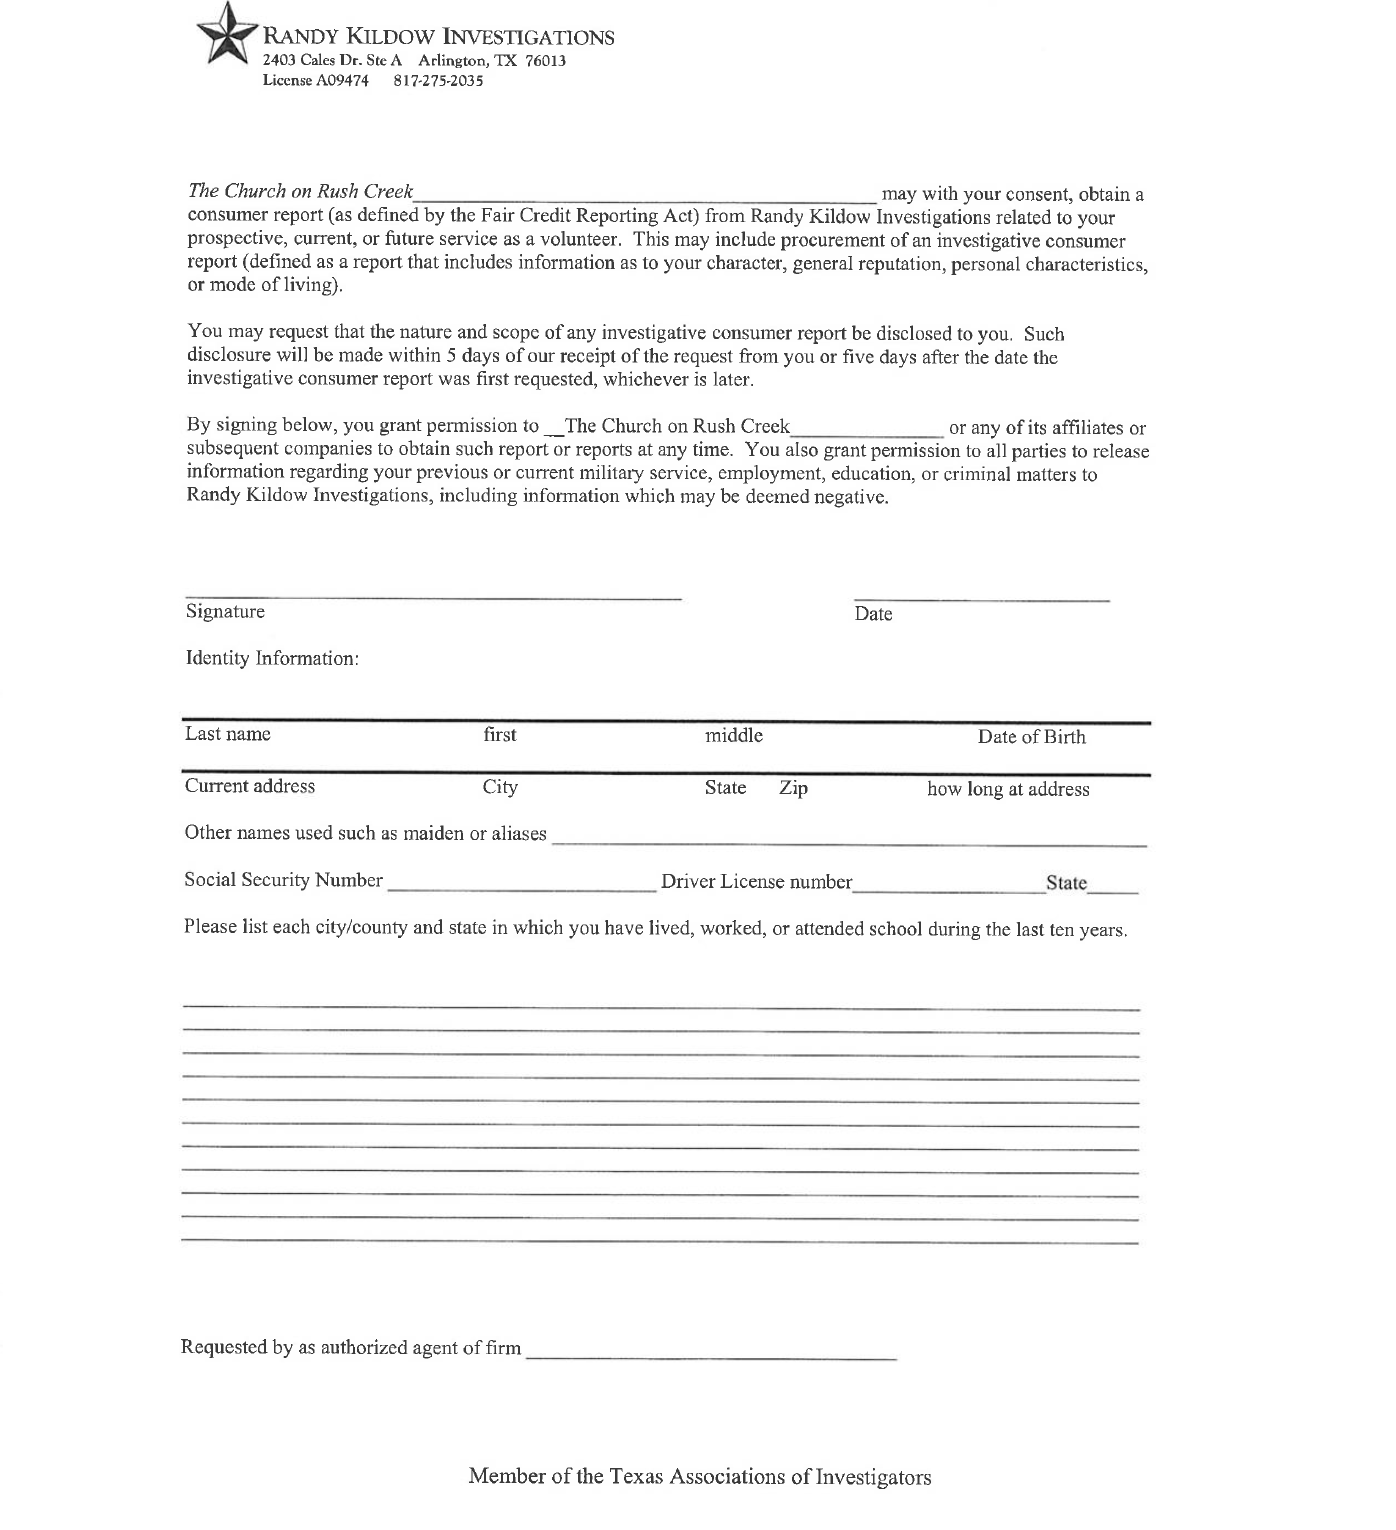 RANDY KILDOW INVESTIGATIONS
2403 Cales Dr. Ste A Arlington, TX 76013
License A09474 817-275-2035
The Church on Rush Creek______________________________ may with your consent, obtain a
consumer report (as defined by the Fair Credit Reporting Act) from Randy Kildow Investigations related to your
prospective, current, or future service as a volunteer. This may include procurement of an investigative consumer
report (defined as a report that includes information as to your character, general reputation, personal characteristics,
or mode of living).
You may request that the nature and scope of any investigative consumer report be disclosed to you. Such
disclosure will be made within 5 days of our receipt of the request from you or five days after the date the
investigative consumer report was first requested, whichever is later.
By signing below, you grant permission to __The Church on Rush Creek_______________ or any of its affiliates or
subsequent companies to obtain such report or reports at any time. You also grant permission to all parties to release
information regarding your previous or current military service, employment, education, or criminal matters to
Randy Kildow Investigations, including information which may be deemed negative.
Signature Date
Identity Information:
Last name first middle Date of Birth
Current address City State Zip how long at address
Other names used such as maiden or aliases ______________________________
Social Security Number __________________________ Driver License number___________________State_____
Please list each city/county and state in which you have lived, worked, or attended school during the last ten years.
Requested by as authorized agent of firm ______________________________
Member of the Texas Associations of Investigators